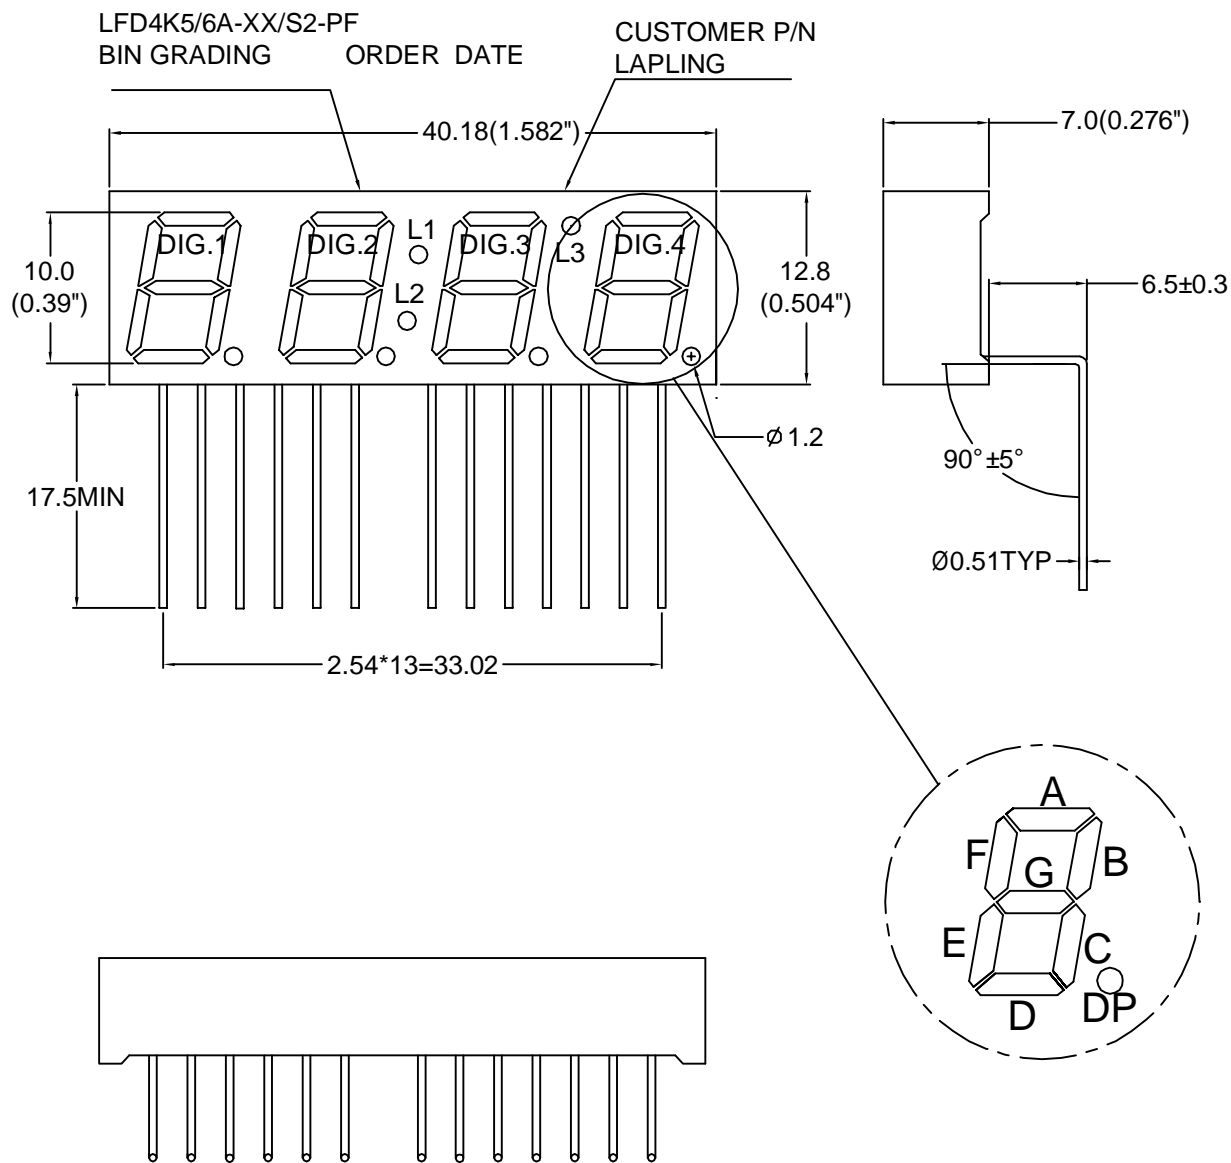 LFD4K5/6A-XX/S2-PF
BIN GRADING ORDER DATE
CUSTOMER P/N
LAPLING
40.18(1.582")
7.0(0.276")
DIG.1
DIG.2
L1
DIG.3
L3
DIG.4
L2
10.0
(0.39")
12.8
(0.504")
6.5±0.3
Ø 1.2
90°±5°
17.5MIN
Ø0.51TYP
2.54*13=33.02
A
F
B
G
E
C
D
DP